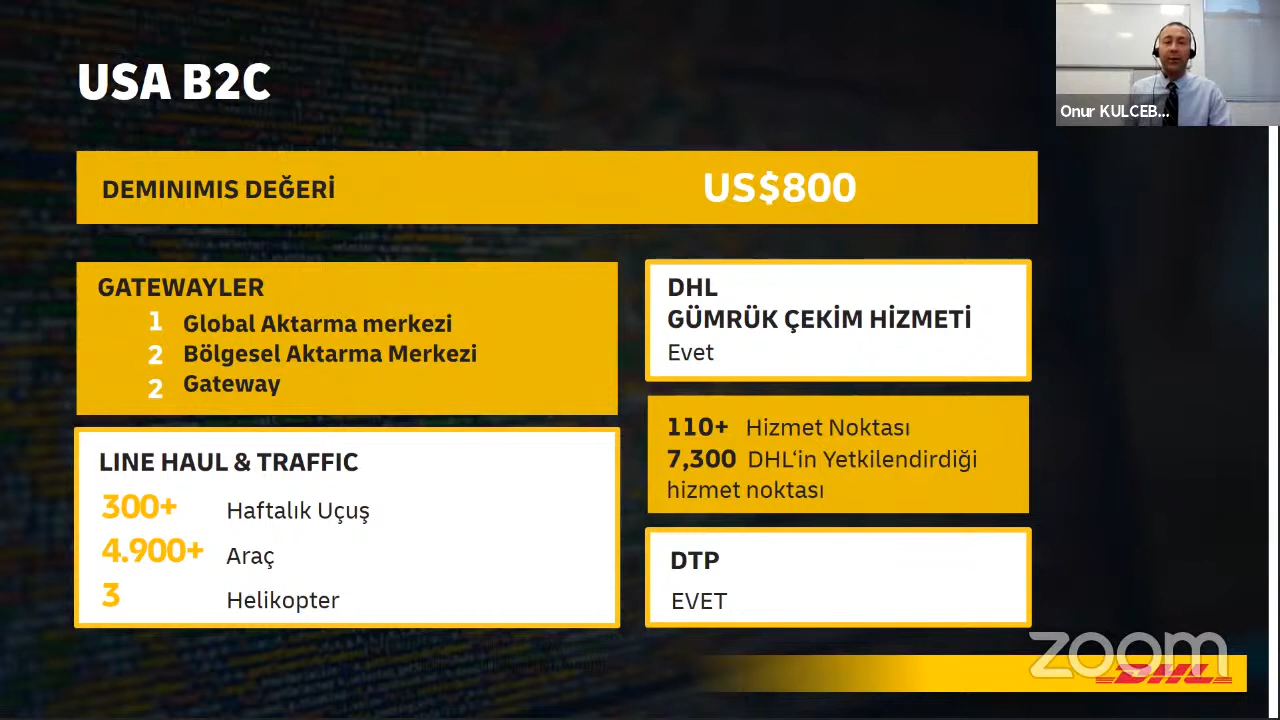 USA B2C
Onur KULCEB...
DEMINIMIS DEĞERİ
US$800
GATEWAYLER
1 Global Aktarma merkezi
2 Bölgesel Aktarma Merkezi
2 Gateway
DHL
GÜMRÜK ÇEKİM HİZMETİ
Evet
110+ Hizmet Noktası
7,300 DHL‘in Yetkilendirdiği
hizmet noktası
LINE HAUL & TRAFFIC
300+ Haftalık Uçuş
4.900+ Araç
3 Helikopter
DTP
EVET
zoom
DHL